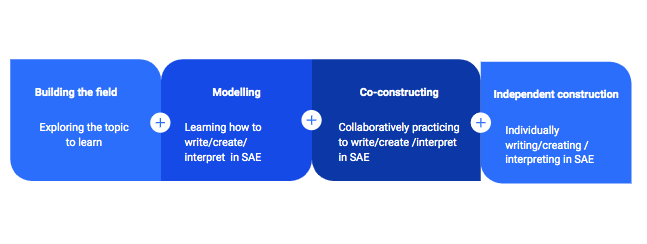 Building the field
Exploring the topic
to learn
Modelling
Learning how to
write/create/
interpret in SAE
Co-constructing
Collaboratively practicing
to write/create /interpret
in SAE
Independent construction
Individually
writing/creating /
interpreting in SAE